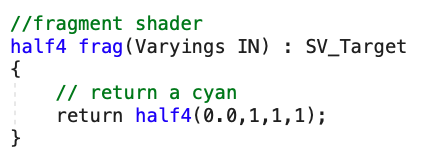 //fragment shader
half4 frag(Varyings IN) : SV_Target
{
    // return a cyan
    return half4(0.0,1,1,1);
}